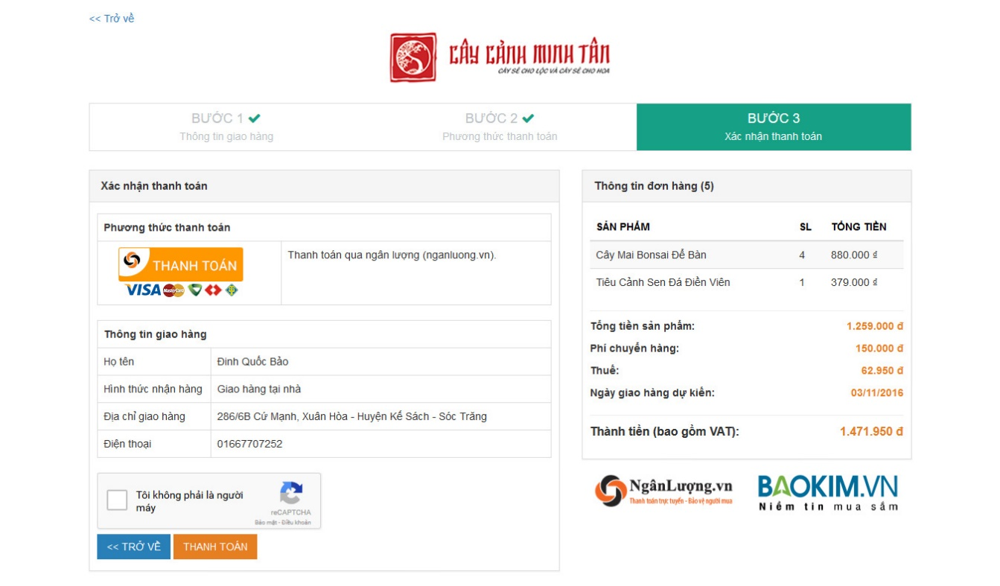 << Trở về
CÂY CẢNH MINH TÂN
CÂY SẺ CHO LỘC VÀ CÂY SẺ CHO HOA
BƯỚC 1
Thông tin giao hàng
BƯỚC 2
Phương thức thanh toán
BƯỚC 3
Xác nhận thanh toán
Xác nhận thanh toán
Phương thức thanh toán
THANH TOÁN
VISA MasterCard
Thanh toán qua ngân lượng (nganluong.vn).
Thông tin giao hàng
Họ tên Đinh Quốc Bảo
Hình thức nhận hàng Giao hàng tại nhà
Địa chỉ giao hàng 286/6B Cứ Mạnh, Xuân Hòa - Huyện Kế Sách - Sóc Trăng
Điện thoại 01667707252
Tôi không phải là người
máy
reCAPTCHA
Bảo mật - Điều khoản
<< TRỞ VỀ THANH TOÁN
Thông tin đơn hàng (5)
SẢN PHẨM SL TỔNG TIỀN
Cây Mai Bonsai Để Bàn 4 880.000 ₫
Tiểu Cảnh Sen Đá Điền Viên 1 379.000 ₫
Tổng tiền sản phẩm: 1.259.000 đ
Phí chuyển hàng: 150.000 đ
Thuế: 62.950 đ
Ngày giao hàng dự kiến: 03/11/2016
Thành tiền (bao gồm VAT): 1.471.950 đ
NgânLượng.vn
Thanh toán trực tuyến - Bảo vệ người mua
BAOKIM.VN
Niềm tin mua sắm